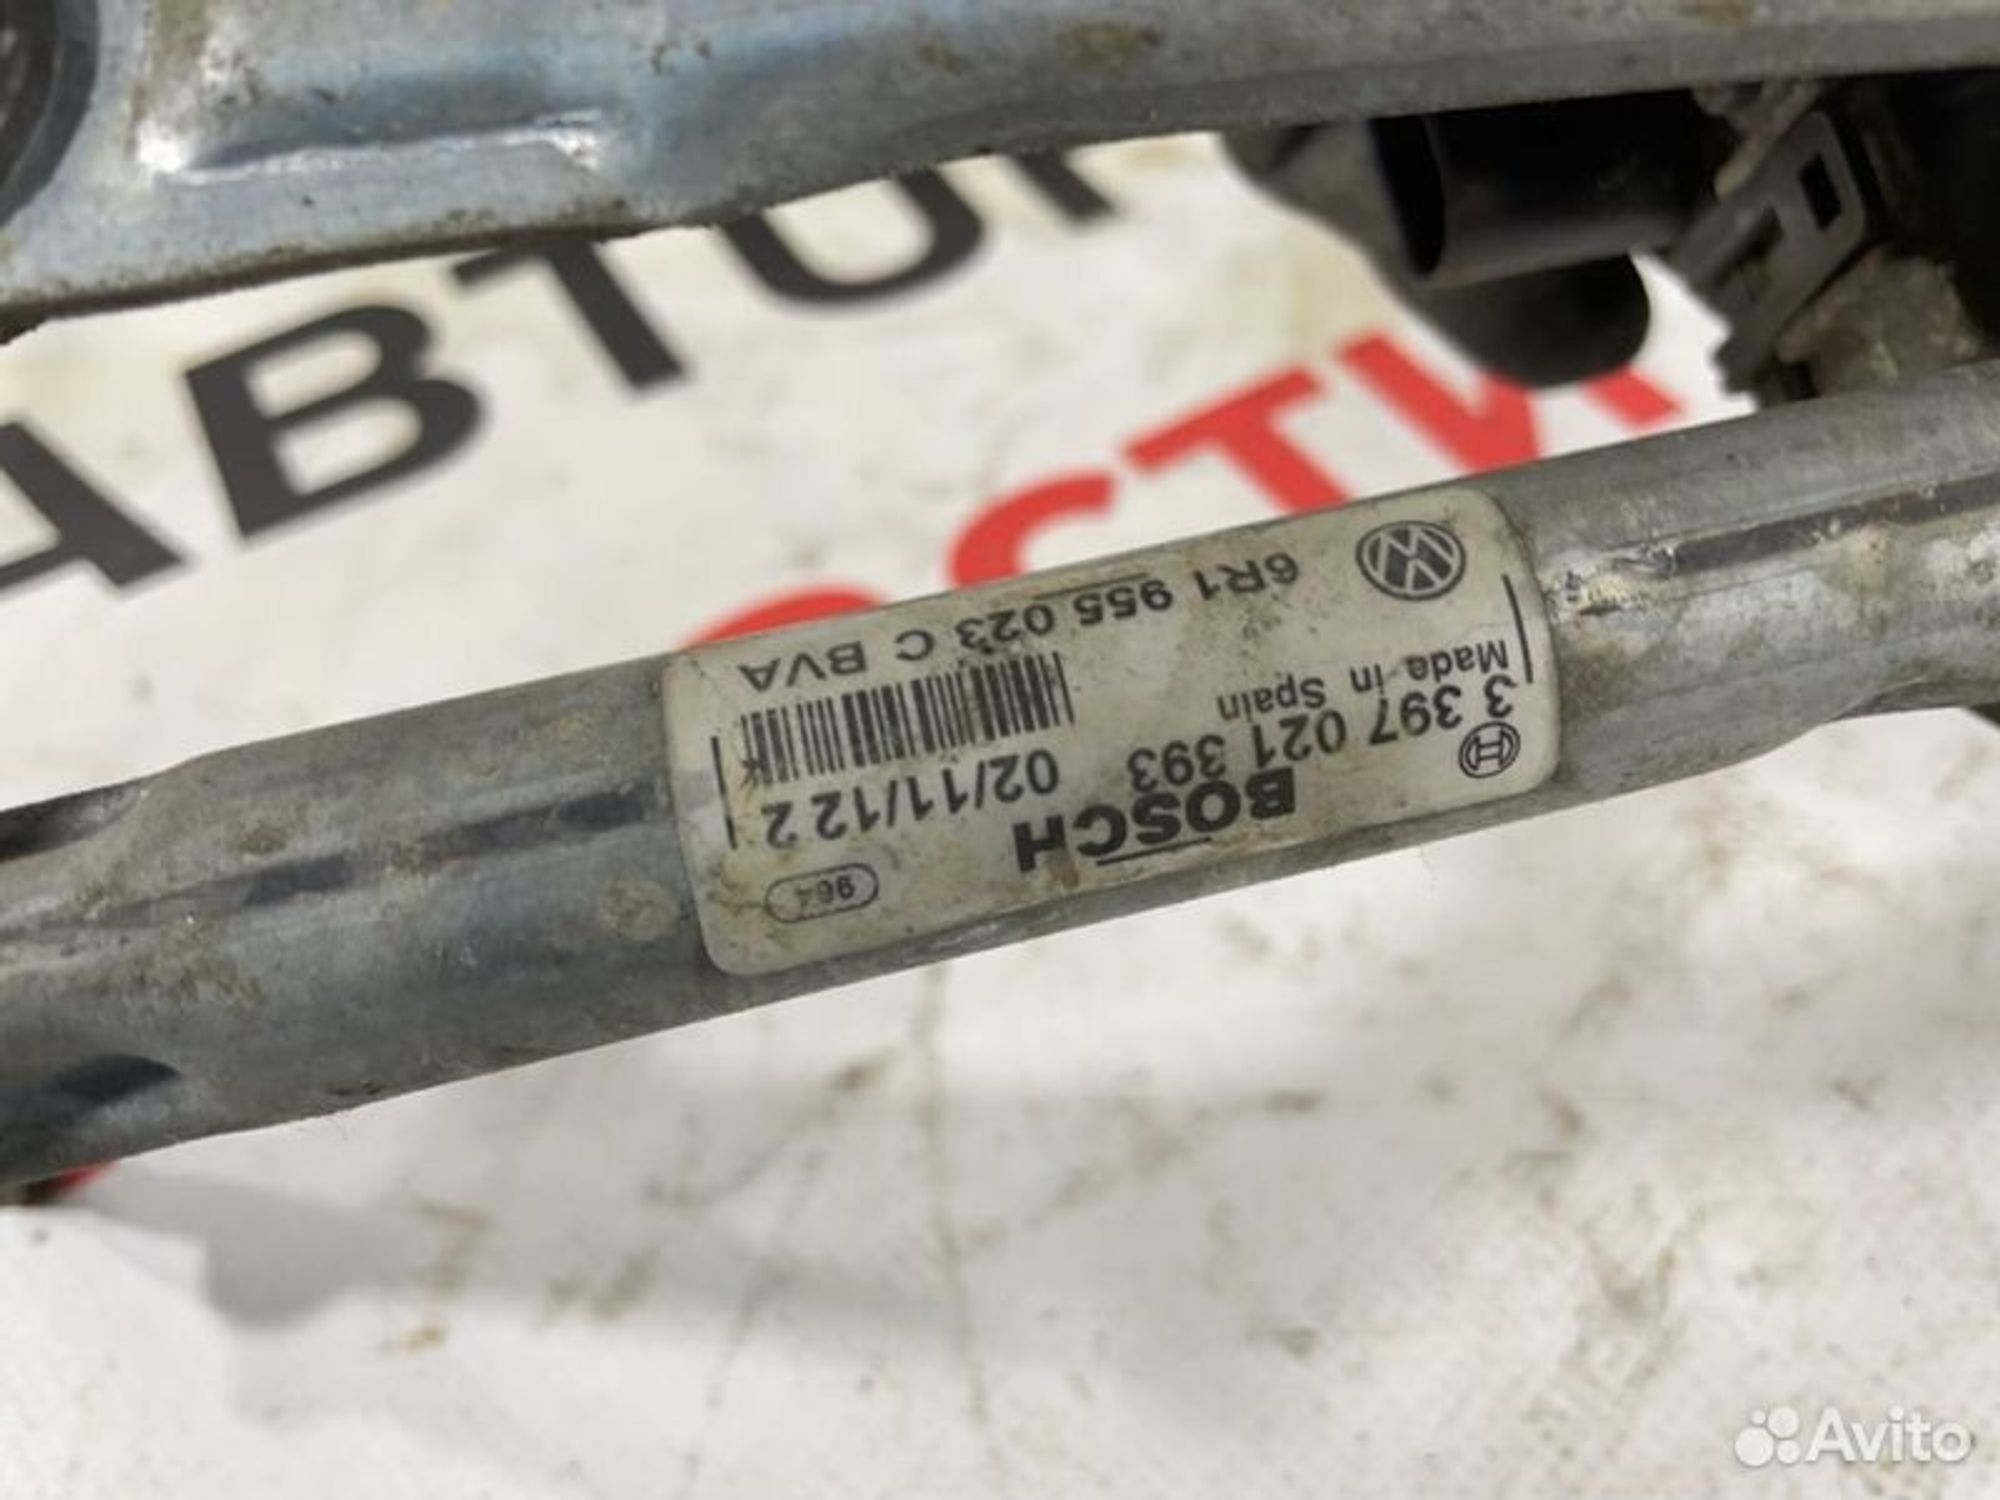 АВТО
СТИ
6R1 955 023 C BVA
Made in Spain
3 397 021 393
02/11/12 2
BOSCH
964
Avito